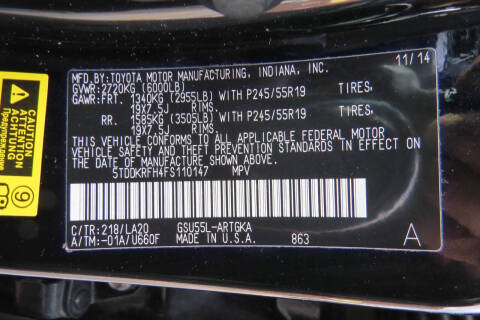 MFD. BY: TOYOTA MOTOR MANUFACTURING, INDIANA, INC. 11/14
GVWR: 2720KG (6000LB)
GAWR: FRT. 1340KG (2955LB) WITH P245/55R19 TIRES,
19X7.5J RIMS
RR. 1585KG (3505LB) WITH P245/55R19 TIRES,
19X7.5J RIMS
THIS VEHICLE CONFORMS TO ALL APPLICABLE FEDERAL MOTOR
VEHICLE SAFETY AND THEFT PREVENTION STANDARDS IN EFFECT ON
THE DATE OF MANUFACTURE SHOWN ABOVE.
5TDDKRFH4FS110147 MPV
C/TR: 218/LA20 GSU55L-ARTGKA
A/TM: -01A/U660F MADE IN U.S.A. 863 A
CAUTION
ATTENTION
9